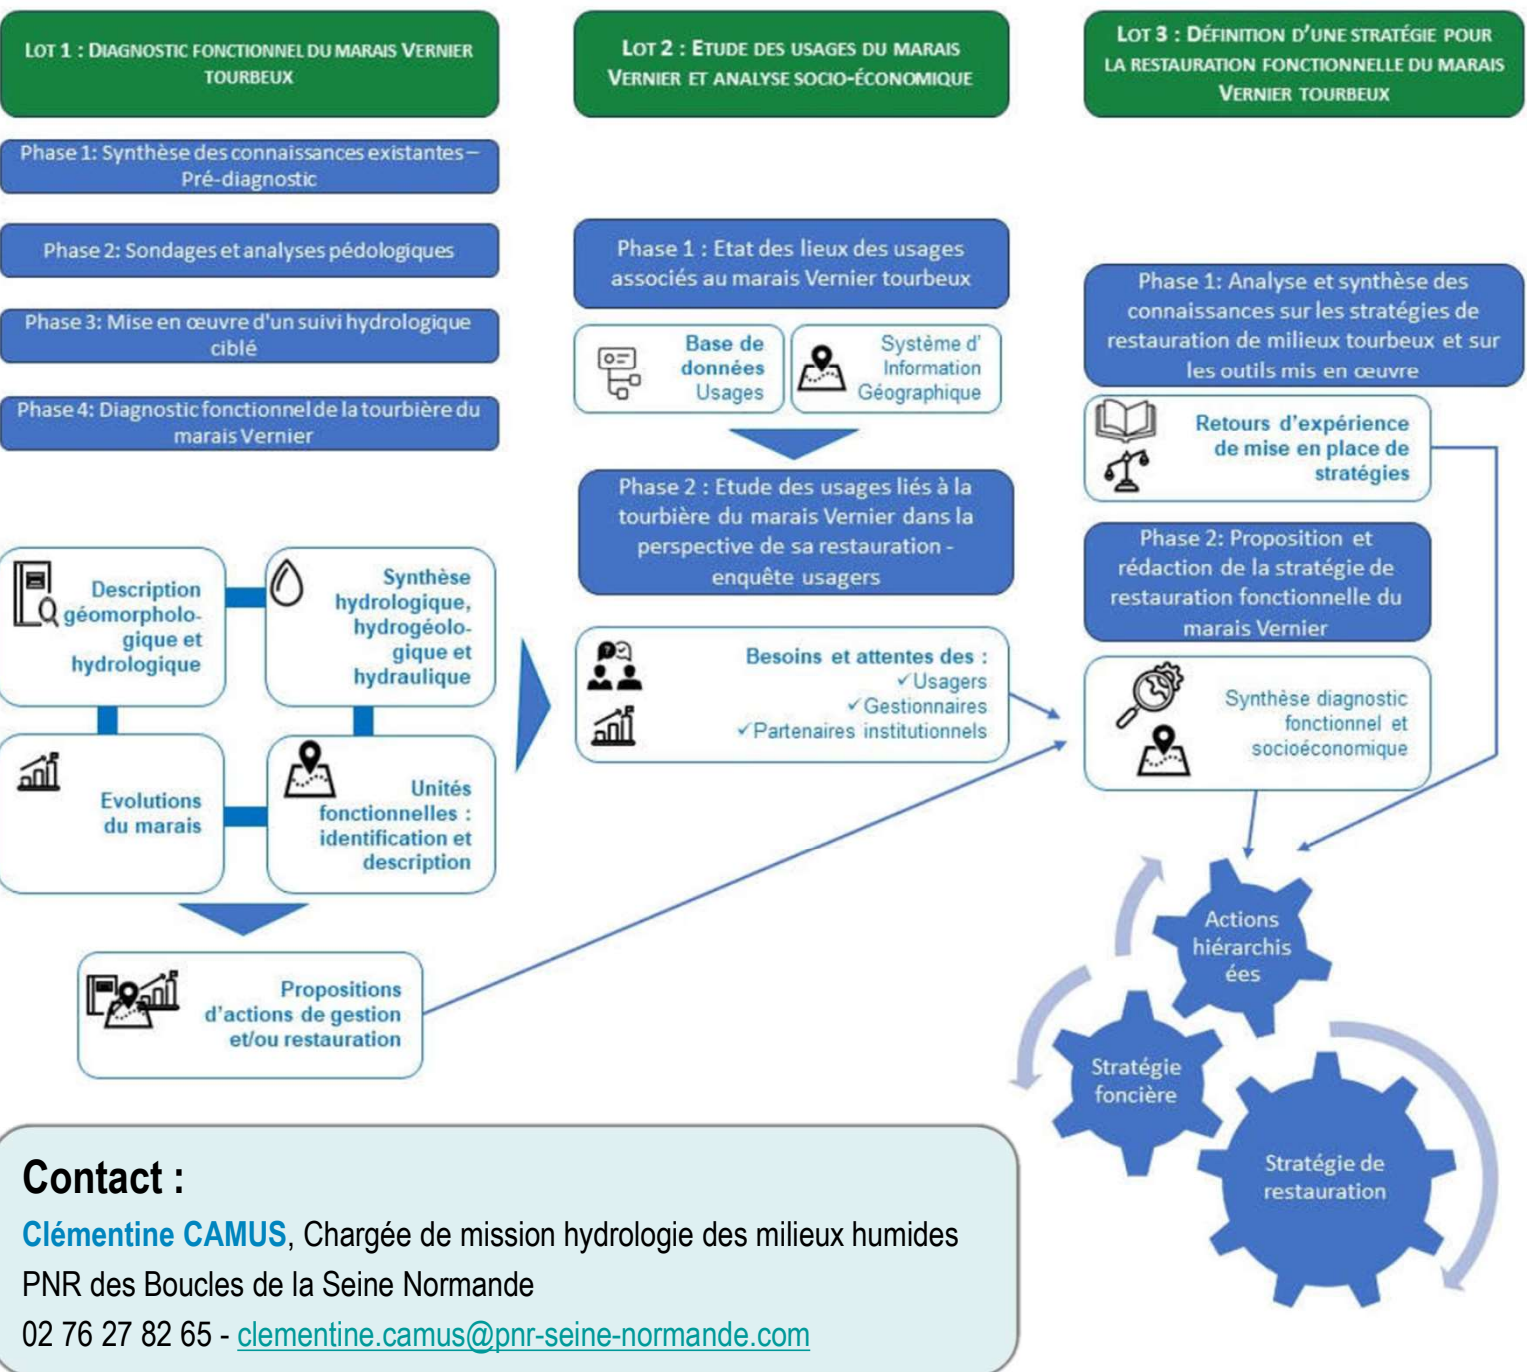 LOT 1 : DIAGNOSTIC FONCTIONNEL DU MARAIS VERNIER
TOURBEUX
Phase 1: Synthèse des connaissances existantes –
Pré-diagnostic
Phase 2: Sondages et analyses pédologiques
Phase 3: Mise en œuvre d'un suivi hydrologique
ciblé
Phase 4: Diagnostic fonctionnel de la tourbière du
marais Vernier
Description
géomorpholo-
gique et
hydrologique
Synthèse
hydrologique,
hydrogéolo-
gique et
hydraulique
Evolutions
du marais
Unités
fonctionnelles :
identification et
description
Propositions
d'actions de gestion
et/ou restauration
LOT 2 : ETUDE DES USAGES DU MARAIS
VERNIER ET ANALYSE SOCIO-ÉCONOMIQUE
Phase 1 : Etat des lieux des usages
associés au marais Vernier tourbeux
Base de
données
Usages
Système d'
Information
Géographique
Phase 2 : Etude des usages liés à la
tourbière du marais Vernier dans la
perspective de sa restauration -
enquête usagers
Besoins et attentes des :
✓Usagers
✓Gestionnaires
✓Partenaires institutionnels
LOT 3 : DÉFINITION D'UNE STRATÉGIE POUR
LA RESTAURATION FONCTIONNELLE DU MARAIS
VERNIER TOURBEUX
Phase 1: Analyse et synthèse des
connaissances sur les stratégies de
restauration de milieux tourbeux et sur
les outils mis en œuvre
Retours d'expérience
de mise en place de
stratégies
Phase 2: Proposition et
rédaction de la stratégie de
restauration fonctionnelle du
marais Vernier
Synthèse diagnostic
fonctionnel et
socioéconomique
Actions
hiérarchis
ées
Stratégie
foncière
Stratégie de
restauration
Contact :
Clémentine CAMUS, Chargée de mission hydrologie des milieux humides
PNR des Boucles de la Seine Normande
02 76 27 82 65 - clementine.camus@pnr-seine-normande.com